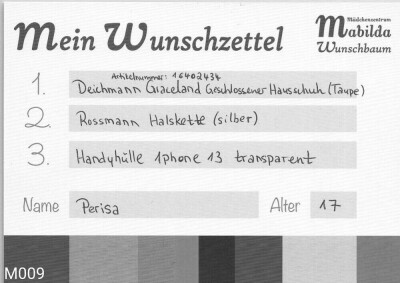 Mein Wunschzettel
Mädchenzentrum
Mabilda
Wunschbaum
Artikelnummer: 16402434
1. Deichmann Graceland Geschlossener Hausschuh (Taupe)
2. Rossmann Halskette (silber)
3. Handyhülle iphone 13 transparent
Name Perisa Alter 17
M009